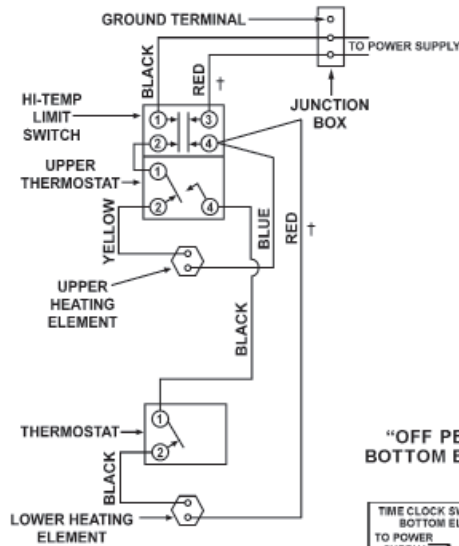 GROUND TERMINAL
TO POWER SUPPLY
BLACK
RED †
JUNCTION
BOX
HI-TEMP
LIMIT
SWITCH
1
3
2
4
UPPER
THERMOSTAT
1
2
4
YELLOW
BLUE
RED †
UPPER
HEATING
ELEMENT
BLACK
THERMOSTAT
1
2
BLACK
LOWER HEATING
ELEMENT
"OFF PE
BOTTOM E
TIME CLOCK SW
BOTTOM EL
TO POWER